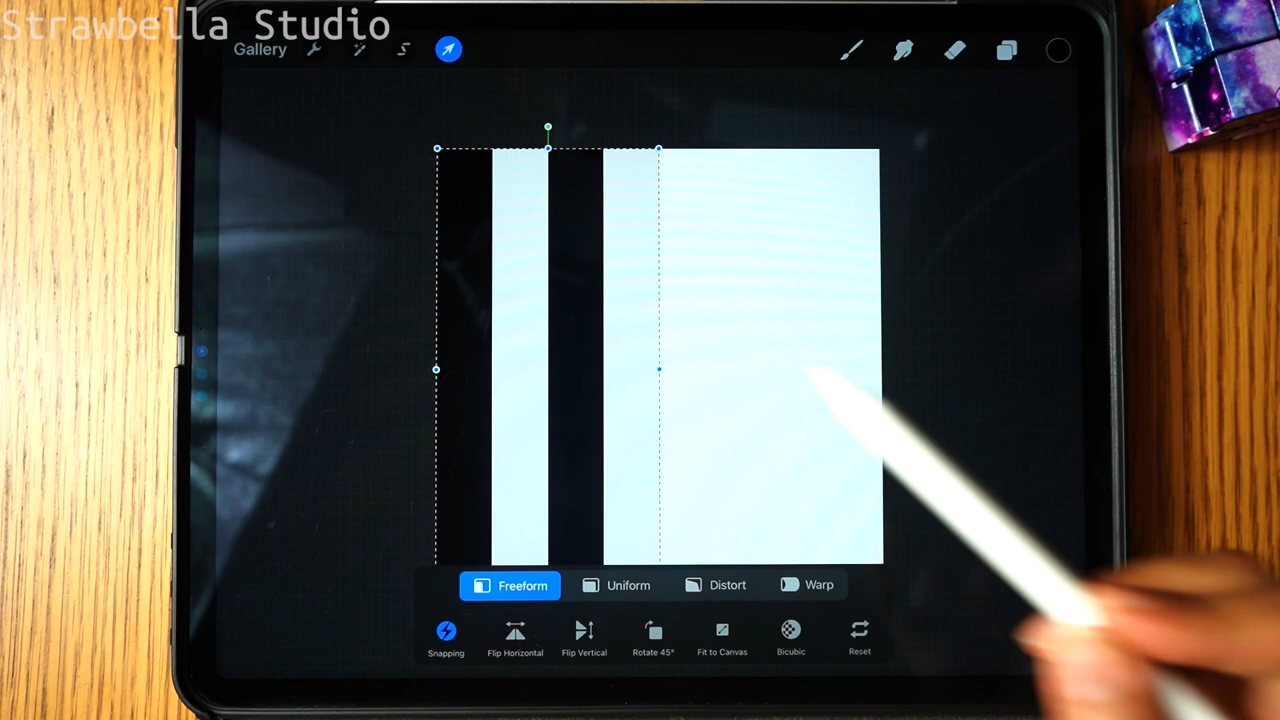 Strawbella Studio
Gallery
Freeform Uniform Distort Warp
Snapping Flip Horizontal Flip Vertical Rotate 45° Fit to Canvas Bicubic Reset